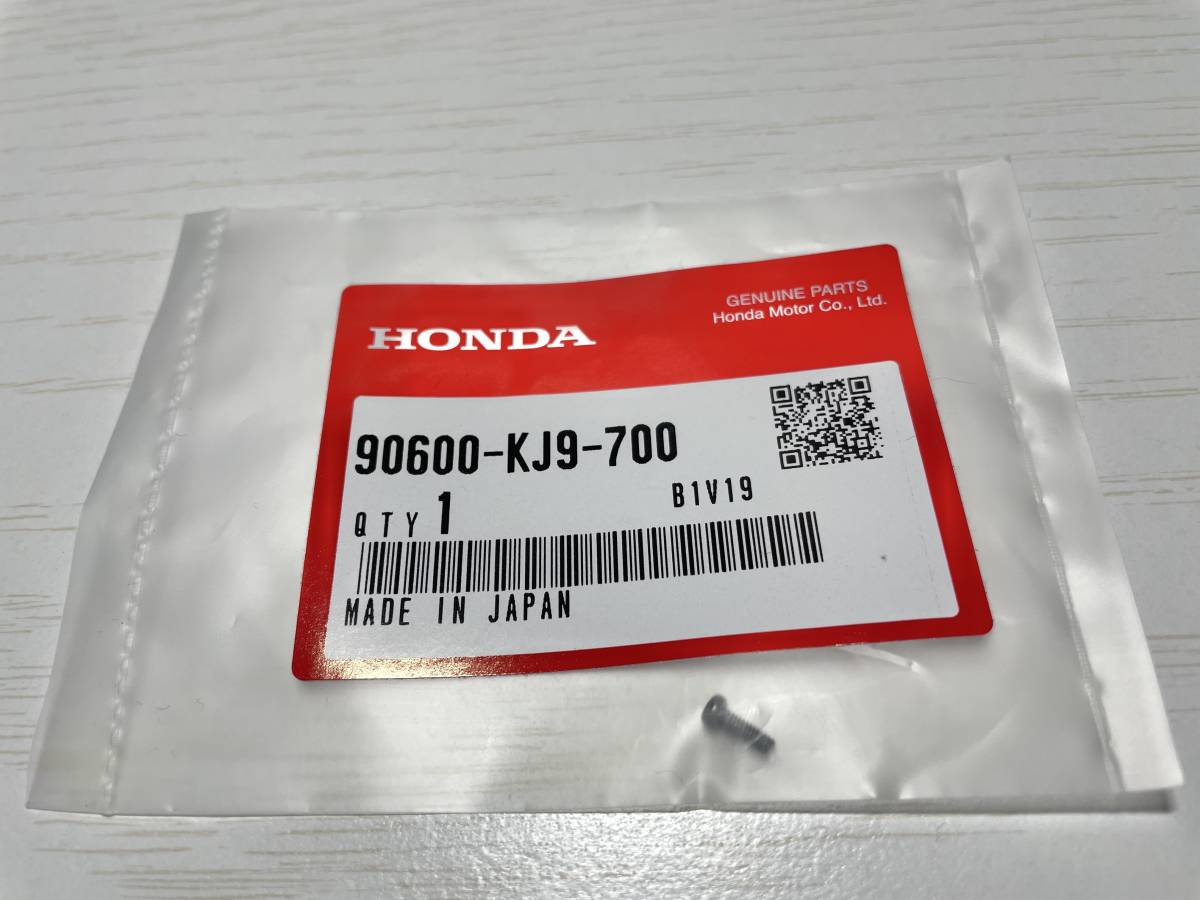 HONDA
GENUINE PARTS
Honda Motor Co., Ltd.
90600-KJ9-700
QTY 1
B1V19
MADE IN JAPAN